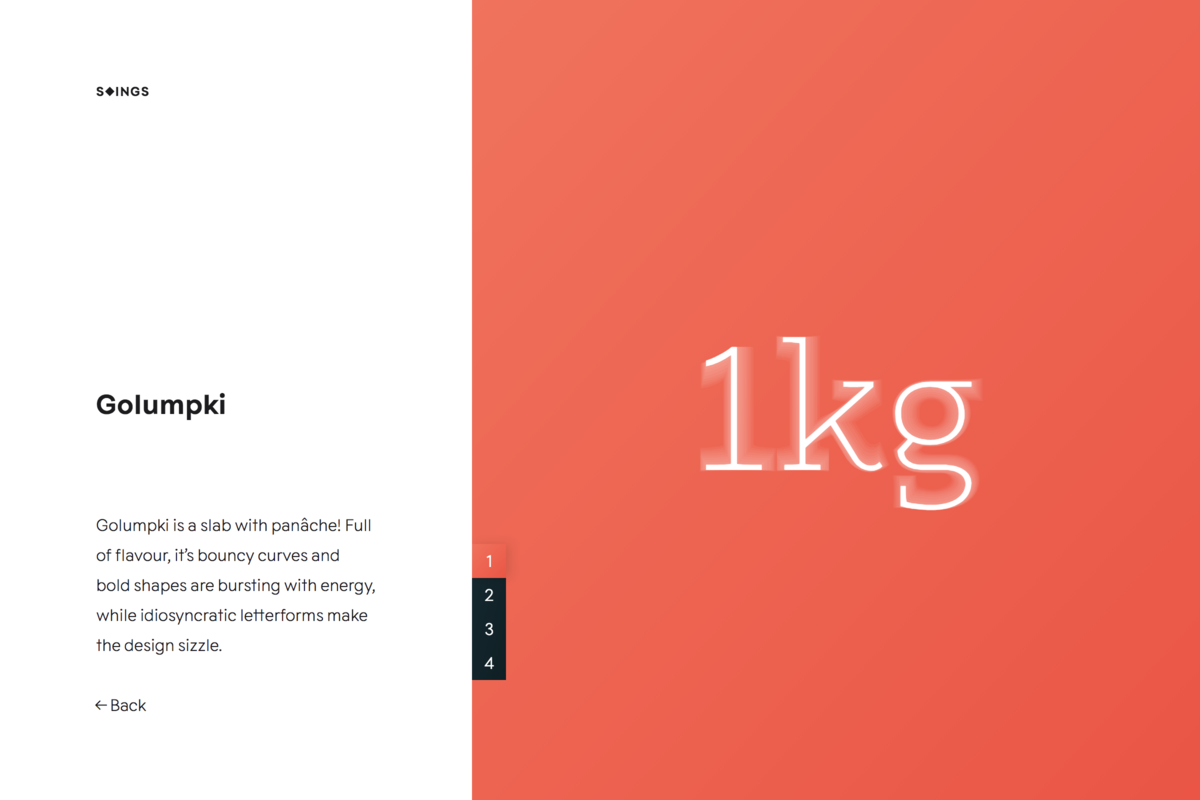 S◆INGS
Golumpki
Golumpki is a slab with panâche! Full
of flavour, it’s bouncy curves and
bold shapes are bursting with energy,
while idiosyncratic letterforms make
the design sizzle.
← Back
1
2
3
4
1kg